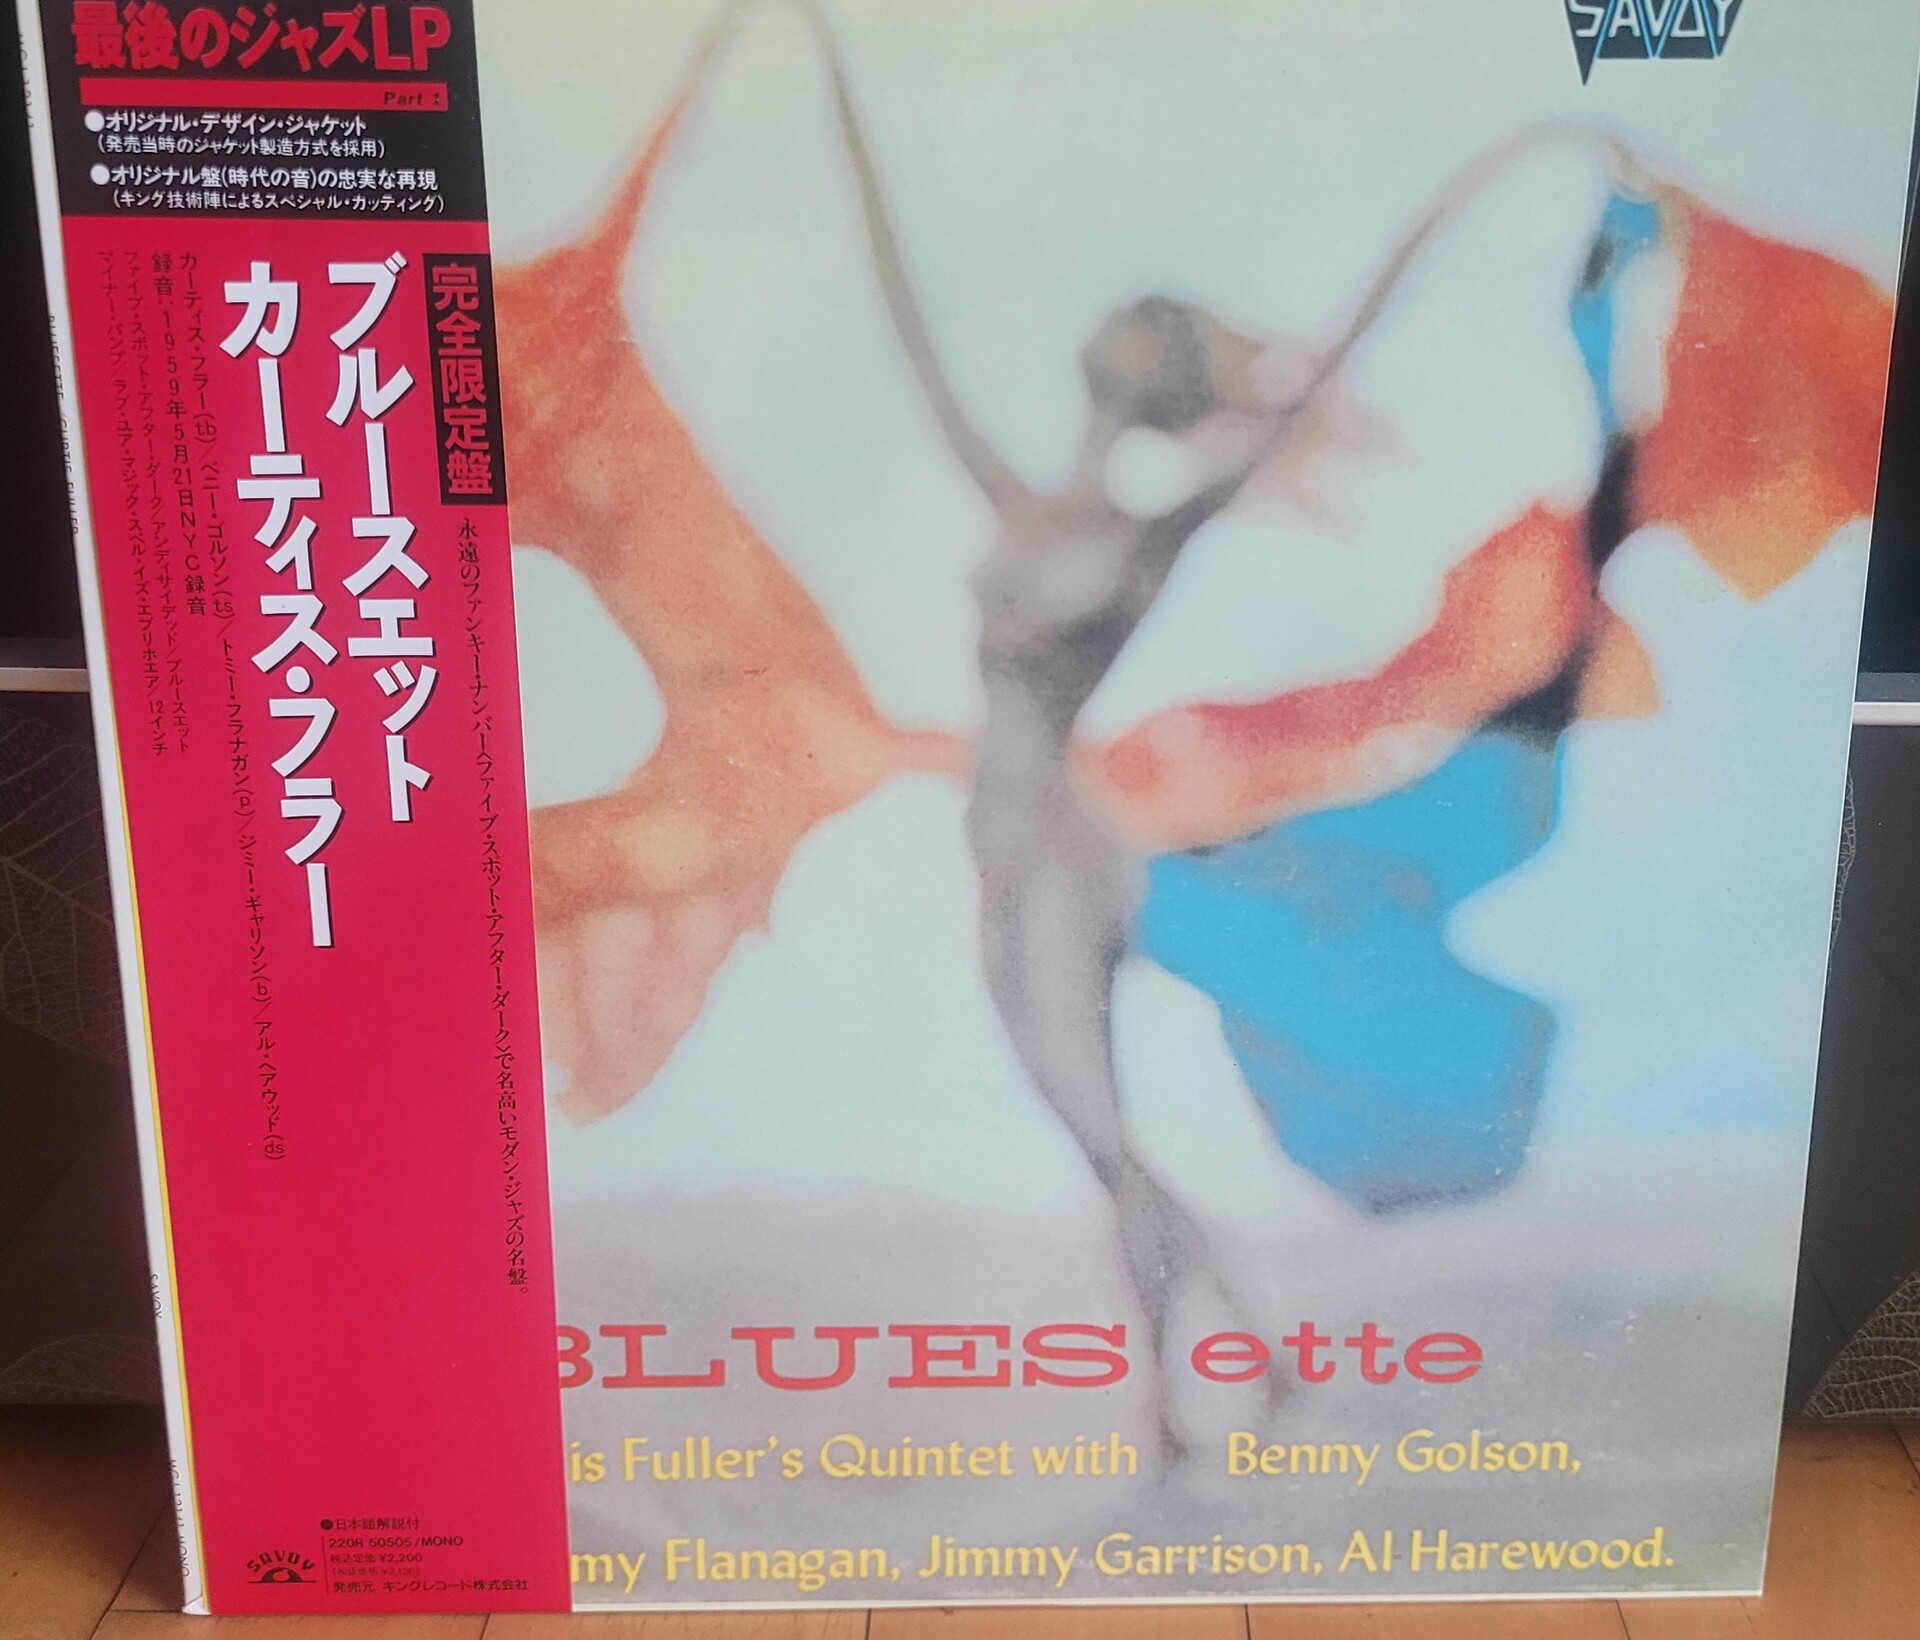 最後のジャズLP
Part 1
●オリジナル・デザイン・ジャケット
(発売当時のジャケット製造方式を採用)
●オリジナル盤(時代の音)の忠実な再現
(キング技術陣によるスペシャル・カッティング)
完全限定盤
永遠のファンキー・ナンバー〈ファイブ・スポット・アフター・ダーク〉で名高いモダン・ジャズの名盤。
ブルースエット
カーティス・フラー
カーティス・フラー(tb)／ベニー・ゴルソン(ts)／トミー・フラナガン(p)／ジミー・ギャリソン(b)／アル・ヘアウッド(ds)
録音:1959年5月21日NYC録音
ファイブ・スポット・アフター・ダーク／アンディサイデッド／ブルースエット
マイナー・バンプ／ラブ・ユア・マジック・スペル・イズ・エブリホエア／12インチ
●日本語解説付
220R 50505/MONO
税込定価 ¥2,200
発売元 キングレコード株式会社
SAVOY
SAVOY
BLUESETTE/CURTIS FULLER
SAVOY
BLUES ette
is Fuller's Quintet with Benny Golson,
my Flanagan, Jimmy Garrison, Al Harewood.